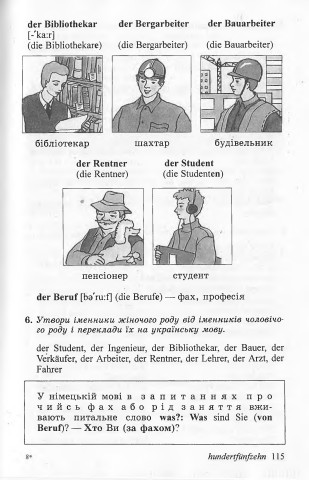 der Bibliothekar der Bergarbeiter der Bauarbeiter
[-ˈka:r]
(die Bibliothekare) (die Bergarbeiter) (die Bauarbeiter)
бібліотекар шахтар будівельник
der Rentner der Student
(die Rentner) (die Studenten)
пенсіонер студент
der Beruf [bəˈru:f] (die Berufe) — фах, професія
6. Утвори іменники жіночого роду від іменників чоловічо-
го роду і переклади їх на українську мову.
der Student, der Ingenieur, der Bibliothekar, der Bauer, der
Verkäufer, der Arbeiter, der Rentner, der Lehrer, der Arzt, der
Fahrer
У німецькій мові в запитаннях про
чийсь фах або рід заняття вжи-
вають питальне слово was?: Was sind Sie (von
Beruf)? — Хто Ви (за фахом)?
8* hundertfünfzehn 115